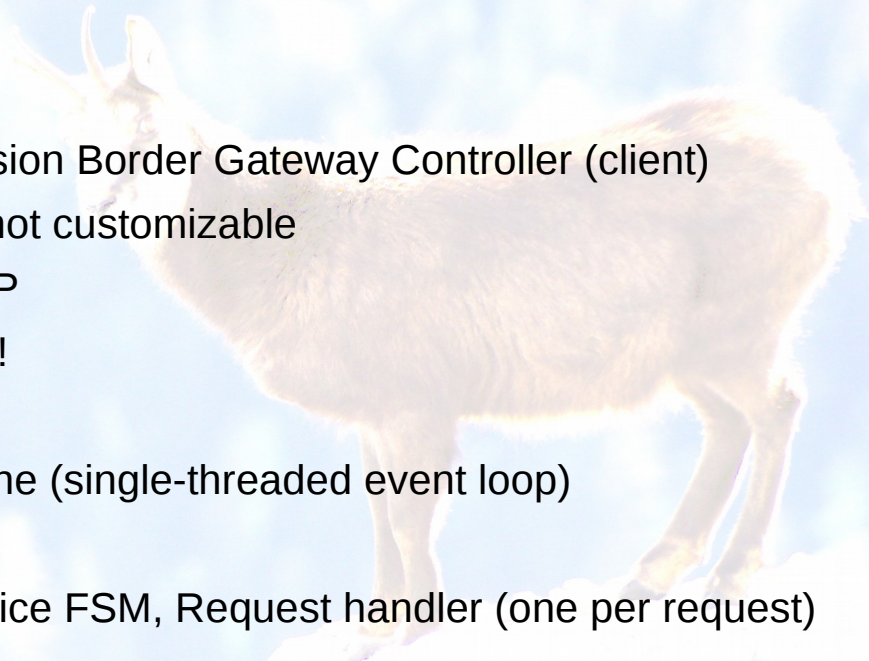 sion Border Gateway Controller (client)
not customizable
P
!
ne (single-threaded event loop)
ice FSM, Request handler (one per request)